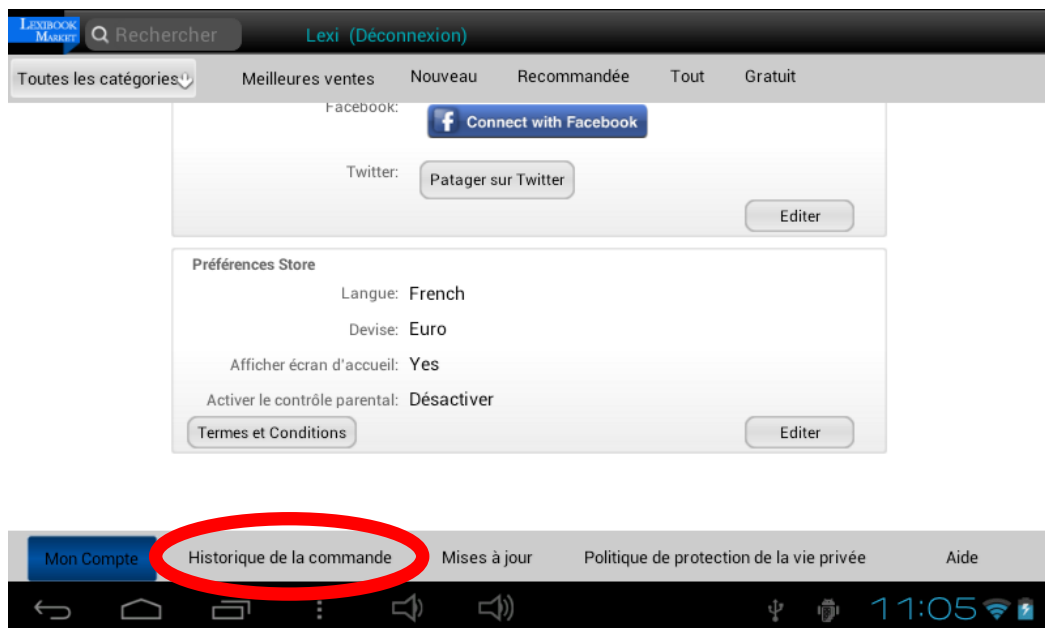 LEXIBOOK
MARKET
Rechercher
Lexi (Déconnexion)
Toutes les catégories
Meilleures ventes
Nouveau
Recommandée
Tout
Gratuit
Facebook:
f Connect with Facebook
Twitter:
Patager sur Twitter
Editer
Préférences Store
Langue: French
Devise: Euro
Afficher écran d'accueil: Yes
Activer le contrôle parental: Désactiver
Termes et Conditions
Editer
Mon Compte
Historique de la commande
Mises à jour
Politique de protection de la vie privée
Aide
11:05